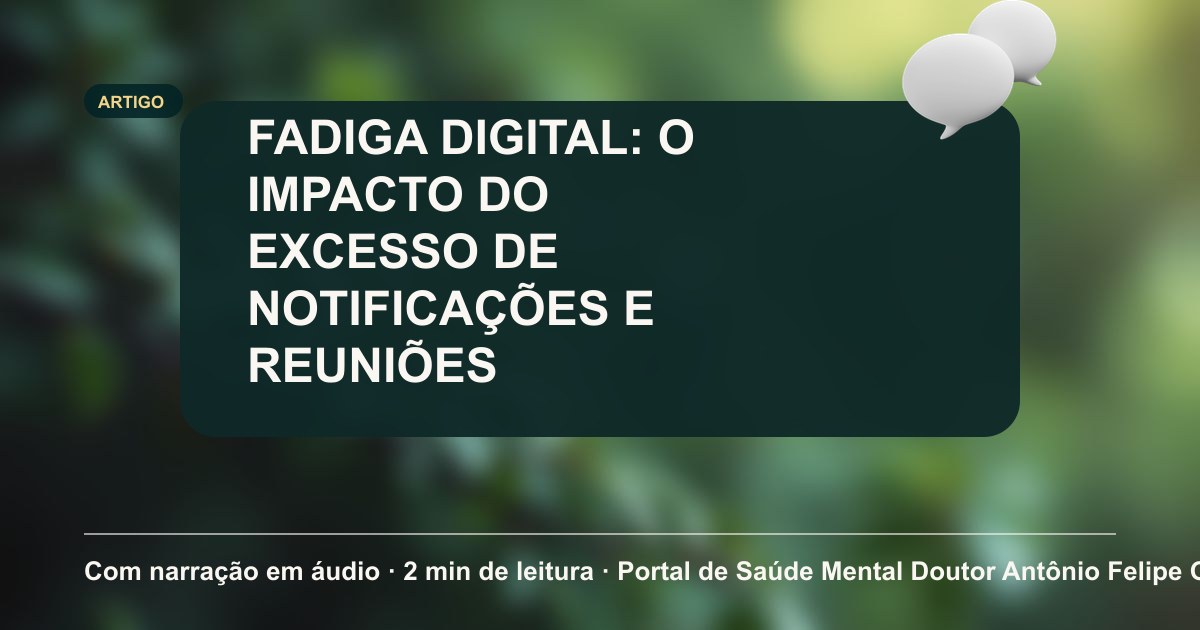 ARTIGO
FADIGA DIGITAL: O
IMPACTO DO
EXCESSO DE
NOTIFICAÇÕES E
REUNIÕES
Com narração em áudio · 2 min de leitura · Portal de Saúde Mental Doutor Antônio Felipe